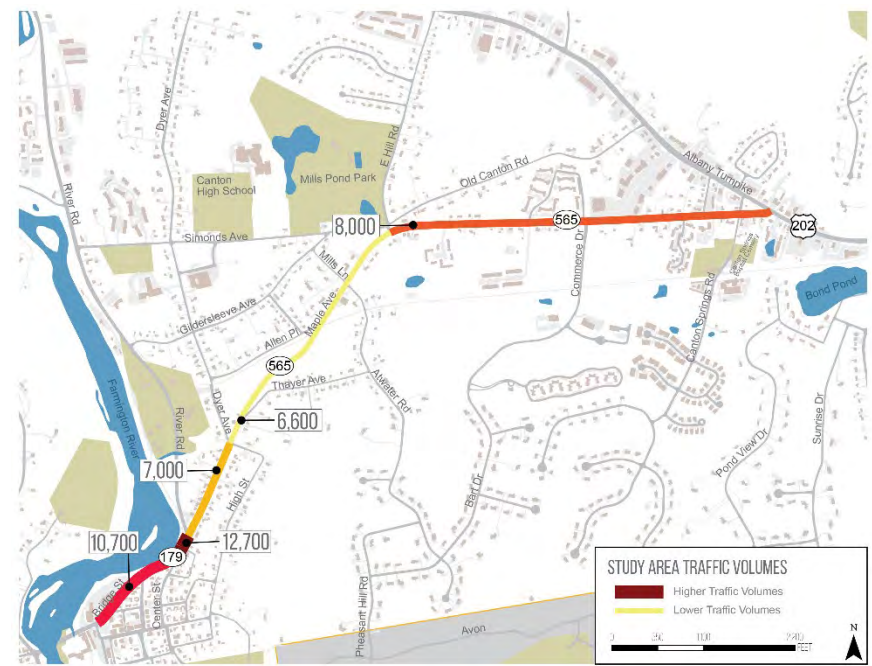 Dyer Ave
River Rd
Canton
High School
Mills Pond Park
E Hill Rd
Old Canton Rd
Albany Turnpike
8,000
565
202
Simonds Ave
Mills Ln
Commerce Dr
Canton Springs Rd
Bond Pond
Gildersleeve Ave
Allen Pl
Maple Ave
565
Thayer Ave
Atwater Rd
Farmington River
River Rd
Dyer Ave
6,600
Sunrise Dr
Pond View Dr
7,000
High St
Bart Dr
10,700
179
12,700
Bridge St
Center St
Pheasant Hill Rd
Avon
STUDY AREA TRAFFIC VOLUMES
Higher Traffic Volumes
Lower Traffic Volumes
N
FEET